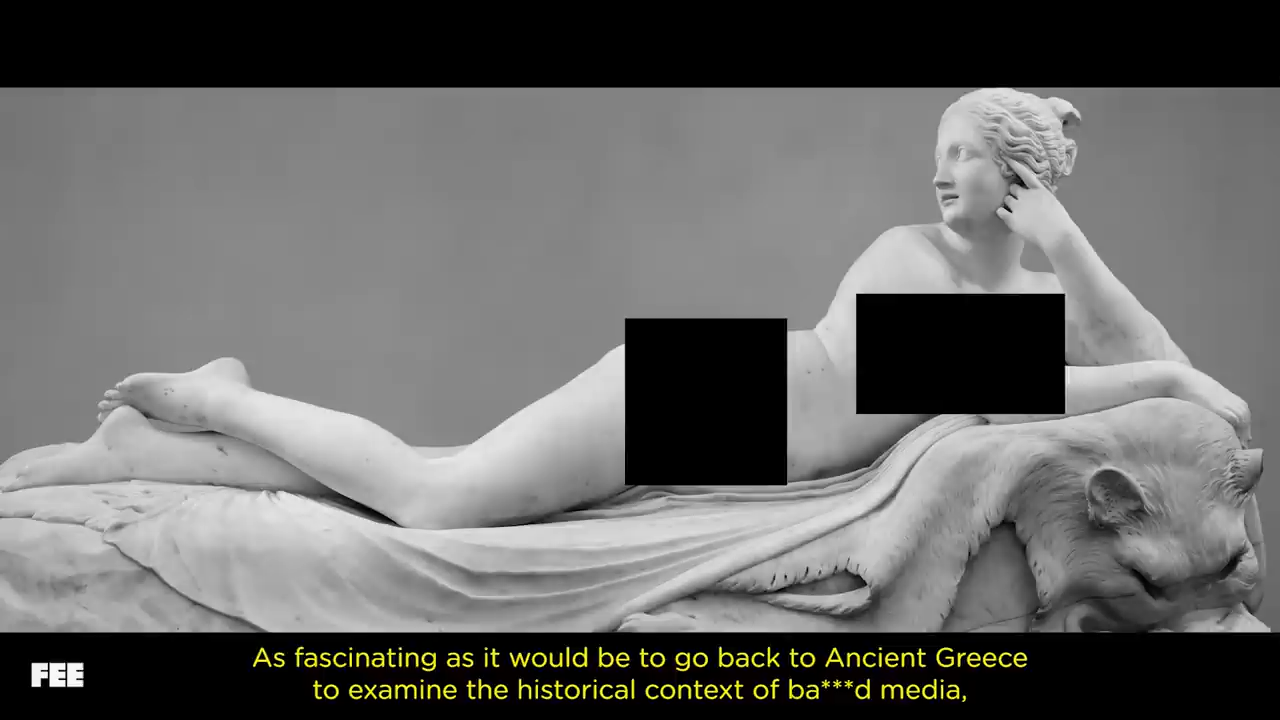 As fascinating as it would be to go back to Ancient Greece
to examine the historical context of ba***d media,
FEE